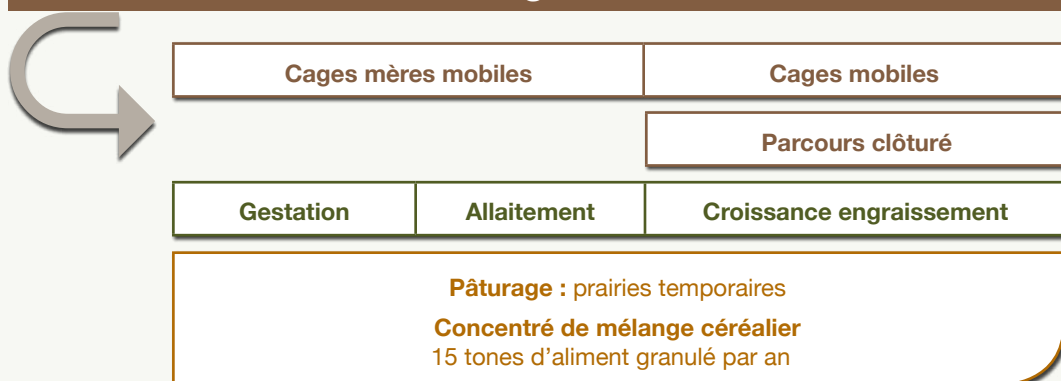 Cages mères mobiles Cages mobiles
Parcours clôturé
Gestation Allaitement Croissance engraissement
Pâturage : prairies temporaires
Concentré de mélange céréalier
15 tones d’aliment granulé par an